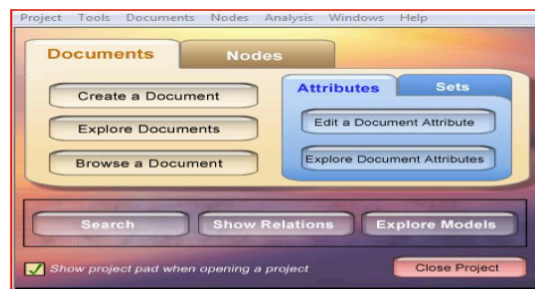 Project Tools Documents Nodes Analysis Windows Help
Documents Nodes
Create a Document
Explore Documents
Browse a Document
Attributes Sets
Edit a Document Attribute
Explore Document Attributes
Search Show Relations Explore Models
Show project pad when opening a project Close Project